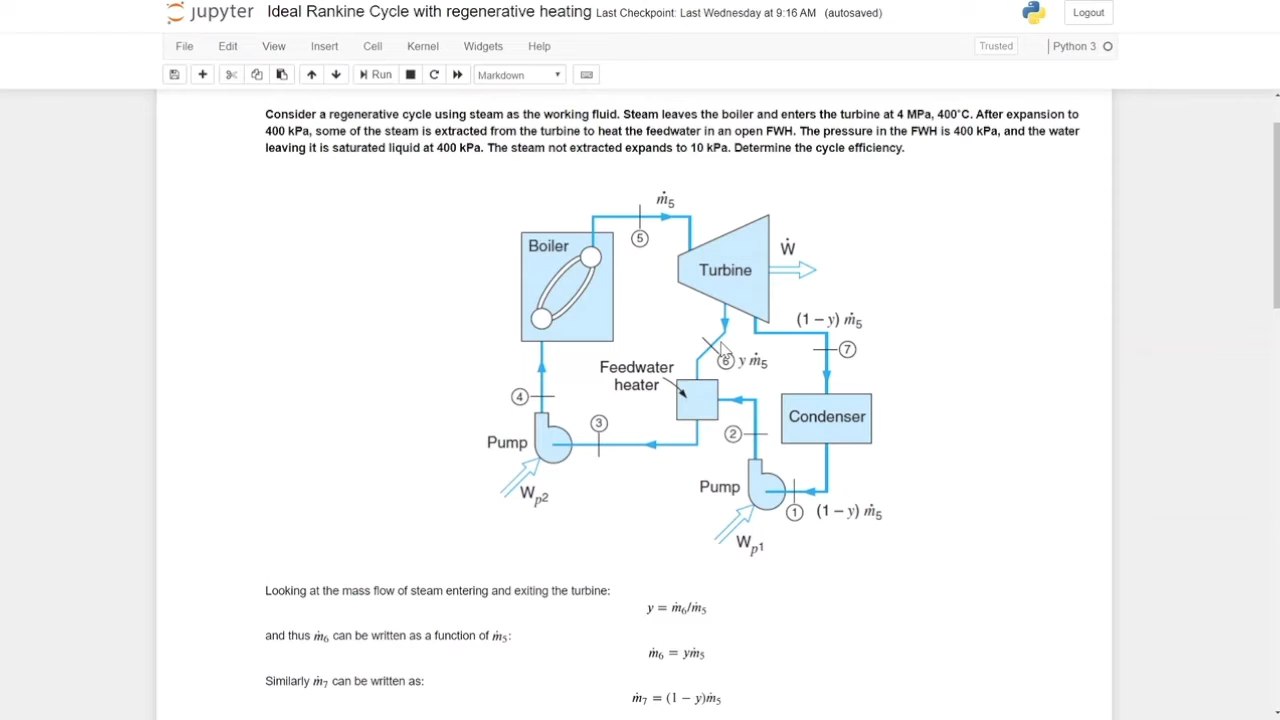 jupyter Ideal Rankine Cycle with regenerative heating Last Checkpoint: Last Wednesday at 9:16 AM (autosaved)
Logout
File Edit View Insert Cell Kernel Widgets Help
Trusted
Python 3
Run
Markdown
Consider a regenerative cycle using steam as the working fluid. Steam leaves the boiler and enters the turbine at 4 MPa, 400°C. After expansion to
400 kPa, some of the steam is extracted from the turbine to heat the feedwater in an open FWH. The pressure in the FWH is 400 kPa, and the water
leaving it is saturated liquid at 400 kPa. The steam not extracted expands to 10 kPa. Determine the cycle efficiency.
ṁ₅
5
Boiler
Ẇ
Turbine
(1 – y) ṁ₅
7
6 y ṁ₅
Feedwater
heater
4
3
2
Condenser
Pump
Pump
W_p2
1
(1 – y) ṁ₅
W_p1
Looking at the mass flow of steam entering and exiting the turbine:
y = ṁ₆/ṁ₅
and thus ṁ₆ can be written as a function of ṁ₅:
ṁ₆ = yṁ₅
Similarly ṁ₇ can be written as:
ṁ₇ = (1 − y)ṁ₅